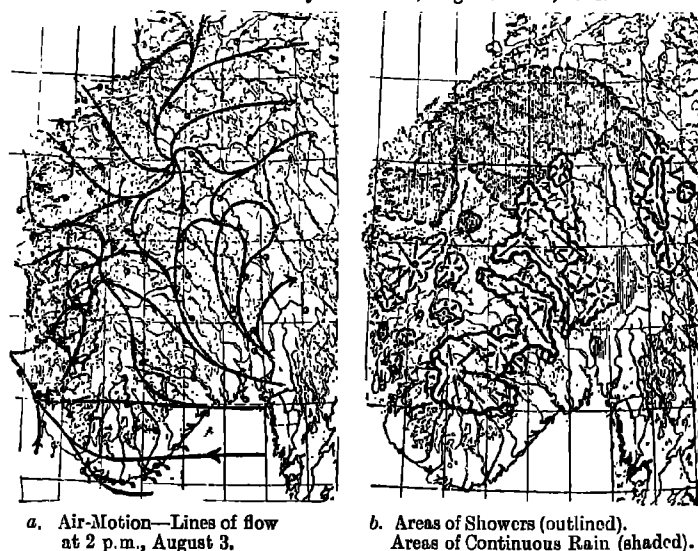 a. Air-Motion—Lines of flow
at 2 p.m., August 3.
b. Areas of Showers (outlined).
Areas of Continuous Rain (shaded).